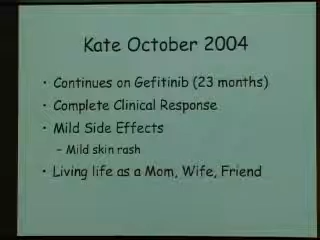 Kate October 2004
• Continues on Gefitinib (23 months)
• Complete Clinical Response
• Mild Side Effects
– Mild skin rash
• Living life as a Mom, Wife, Friend